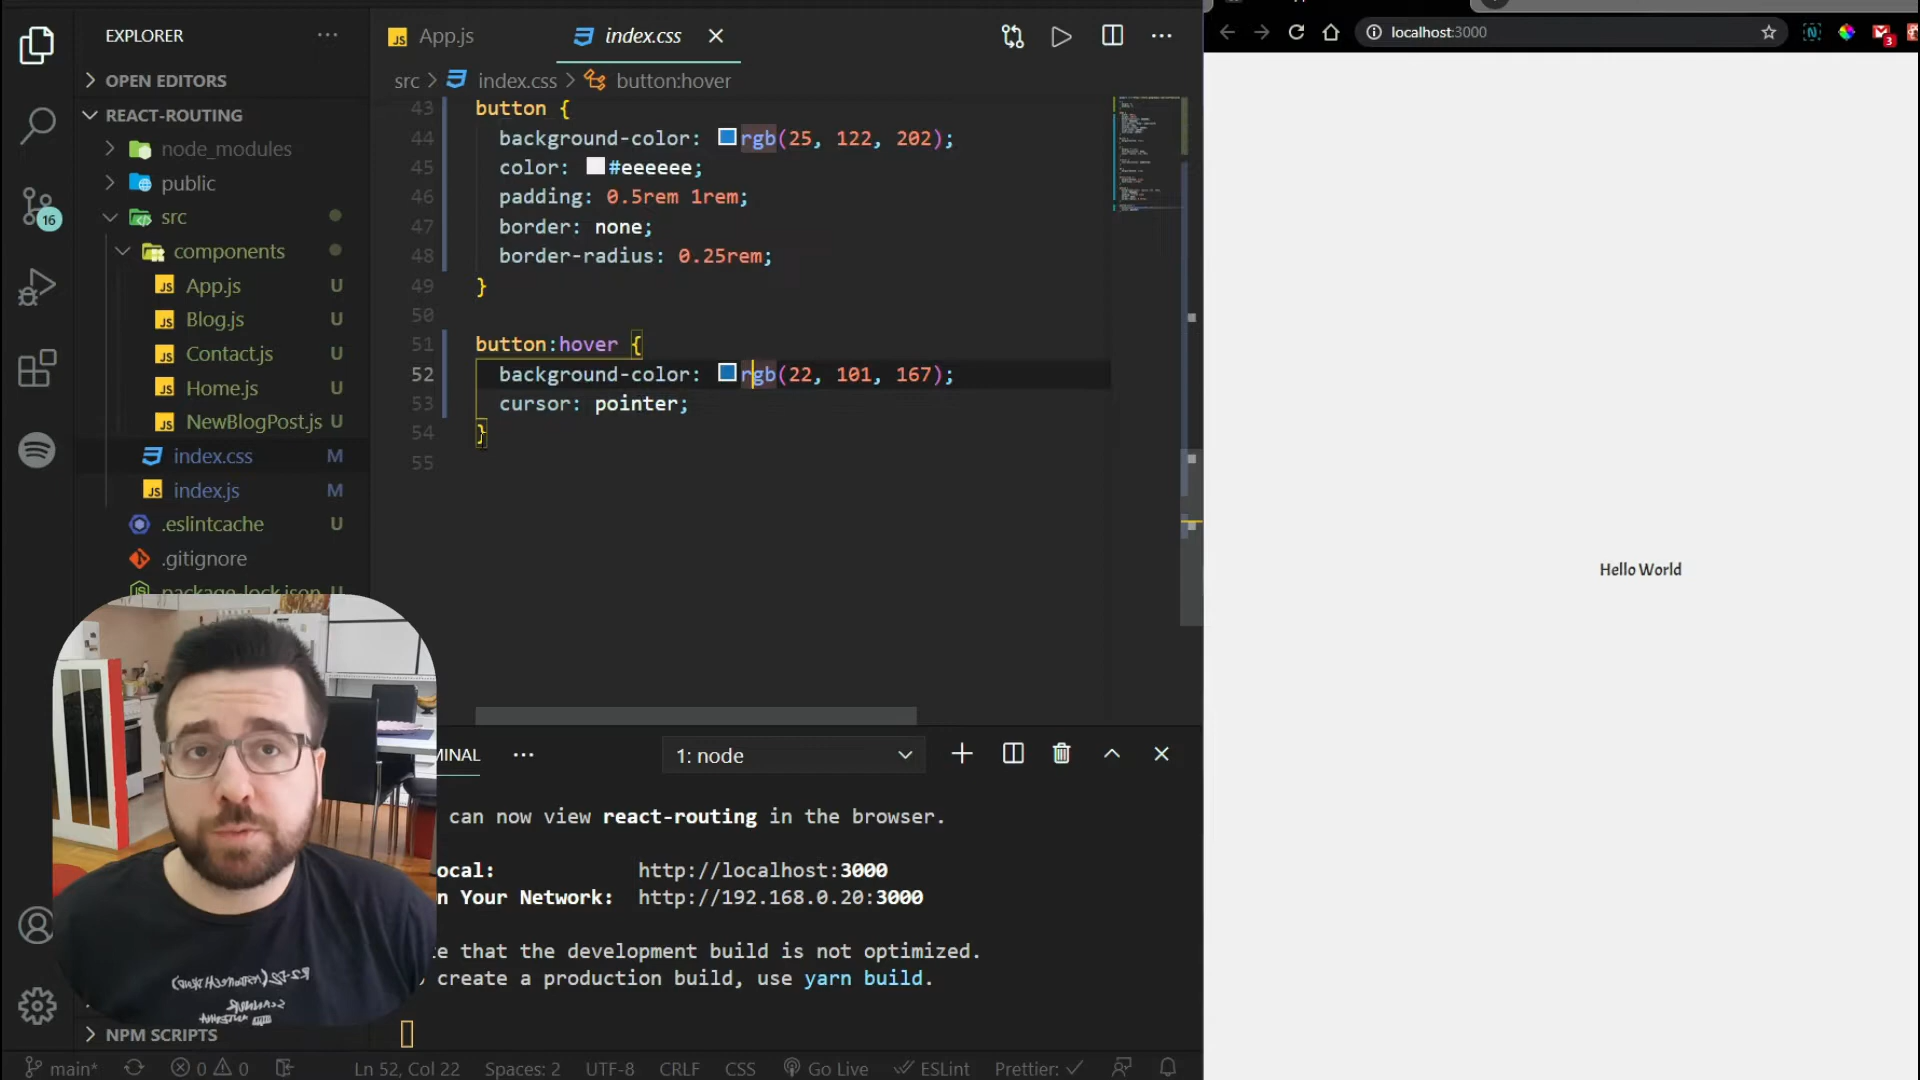 EXPLORER
OPEN EDITORS
REACT-ROUTING
node_modules
public
src
components
App.js U
Blog.js U
Contact.js U
Home.js U
NewBlogPost.js U
index.css M
index.js M
.eslintcache U
.gitignore
package-lock.json U
NPM SCRIPTS
16
JS App.js
index.css
src > index.css > button:hover
43 button {
44 background-color: rgb(25, 122, 202);
45 color: #eeeeee;
46 padding: 0.5rem 1rem;
47 border: none;
48 border-radius: 0.25rem;
49 }
50
51 button:hover {
52 background-color: rgb(22, 101, 167);
53 cursor: pointer;
54 }
55
MINAL
1: node
can now view react-routing in the browser.
ocal: http://localhost:3000
n Your Network: http://192.168.0.20:3000
te that the development build is not optimized.
create a production build, use yarn build.
main* 0 0 Ln 52, Col 22 Spaces: 2 UTF-8 CRLF CSS Go Live ESLint Prettier: ✓
localhost:3000
N
3
Hello World